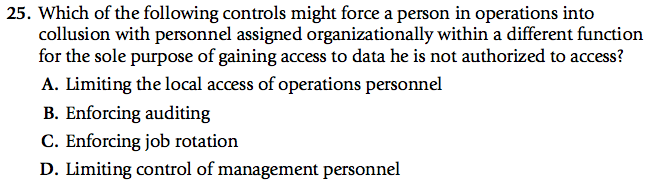 25. Which of the following controls might force a person in operations into
collusion with personnel assigned organizationally within a different function
for the sole purpose of gaining access to data he is not authorized to access?
A. Limiting the local access of operations personnel
B. Enforcing auditing
C. Enforcing job rotation
D. Limiting control of management personnel